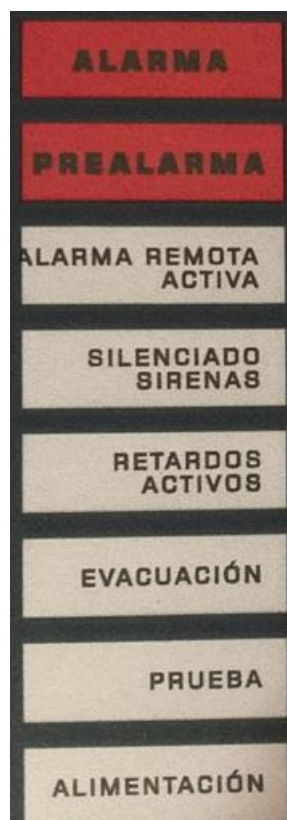 ALARMA
PREALARMA
ALARMA REMOTA
ACTIVA
SILENCIADO
SIRENAS
RETARDOS
ACTIVOS
EVACUACIÓN
PRUEBA
ALIMENTACIÓN